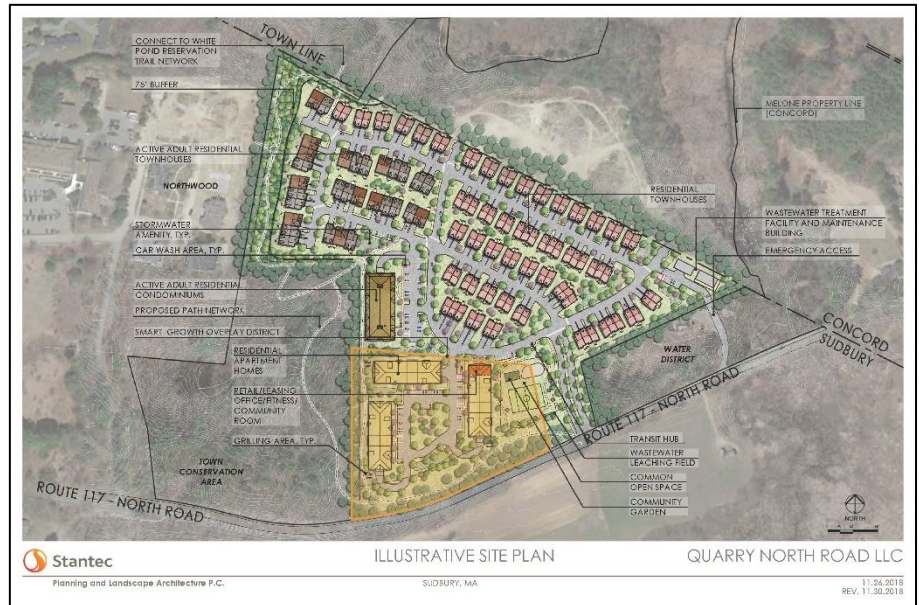 TOWN LINE
CONNECT TO WHITE
POND RESERVATION
TRAIL NETWORK
75' BUFFER
ACTIVE ADULT RESIDENTIAL
TOWNHOUSES
NORTHWOOD
STORMWATER
AMENITY, TYP.
CAR WASH AREA, TYP.
ACTIVE ADULT RESIDENTIAL
CONDOMINIUMS
PROPOSED PATH NETWORK
SMART GROWTH OVERLAY DISTRICT
RESIDENTIAL
APARTMENT
HOMES
RETAIL/LEASING
OFFICE/FITNESS/
COMMUNITY
ROOM
GRILLING AREA, TYP.
TOWN
CONSERVATION
AREA
ROUTE 117 - NORTH ROAD
MELONE PROPERTY LINE
(CONCORD)
RESIDENTIAL
TOWNHOUSES
WASTEWATER TREATMENT
FACILITY AND MAINTENANCE
BUILDING
EMERGENCY ACCESS
CONCORD
SUDBURY
WATER
DISTRICT
ROUTE 117 - NORTH ROAD
TRANSIT HUB
WASTEWATER
LEACHING FIELD
COMMON
OPEN SPACE
COMMUNITY
GARDEN
NORTH
Stantec
Planning and Landscape Architecture P.C.
ILLUSTRATIVE SITE PLAN
SUDBURY, MA
QUARRY NORTH ROAD LLC
11.26.2018
REV. 11.30.2018